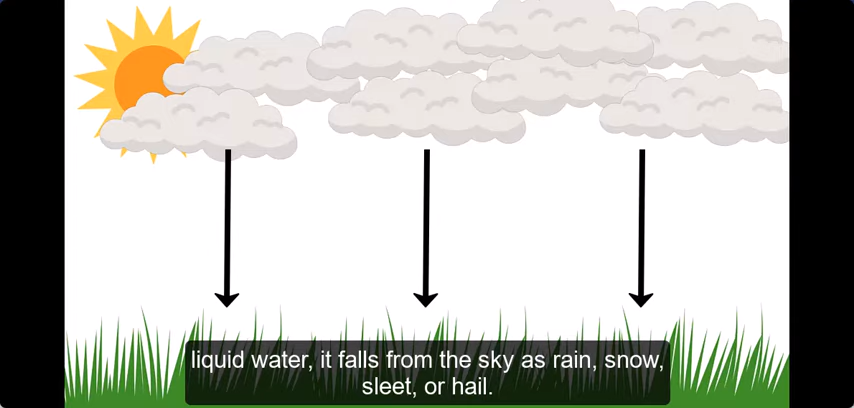 liquid water, it falls from the sky as rain, snow,
sleet, or hail.